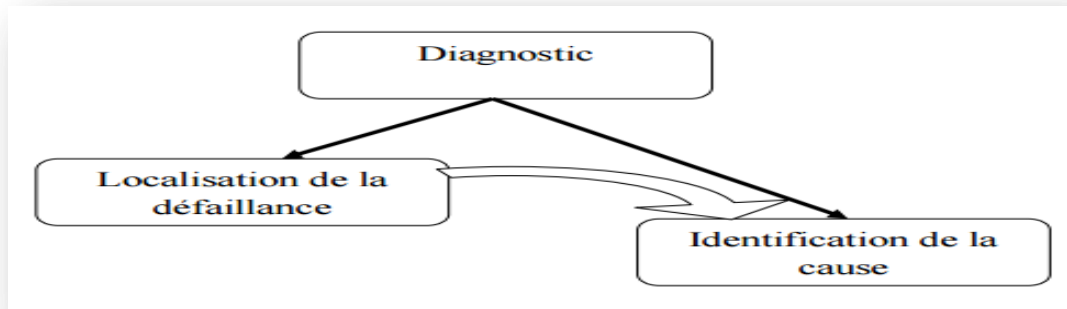 Diagnostic
Localisation de la
défaillance
Identification de la
cause